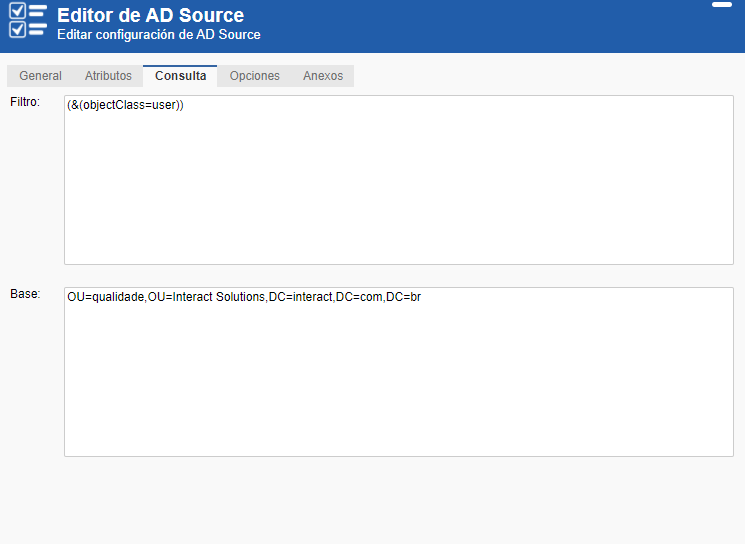 Editor de AD Source
Editar configuración de AD Source
General Atributos Consulta Opciones Anexos
Filtro:
(&(objectClass=user))
Base:
OU=qualidade,OU=Interact Solutions,DC=interact,DC=com,DC=br